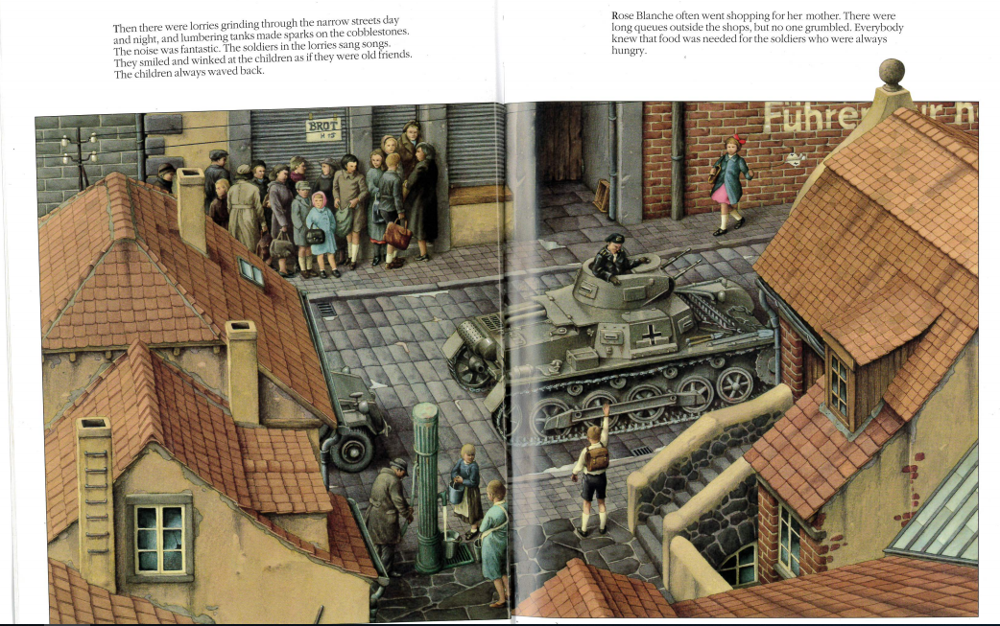 Then there were lorries grinding through the narrow streets day
and night, and lumbering tanks made sparks on the cobblestones.
The noise was fantastic. The soldiers in the lorries sang songs.
They smiled and winked at the children as if they were old friends.
The children always waved back.
Rose Blanche often went shopping for her mother. There were
long queues outside the shops, but no one grumbled. Everybody
knew that food was needed for the soldiers who were always
hungry.
BROT
Führer